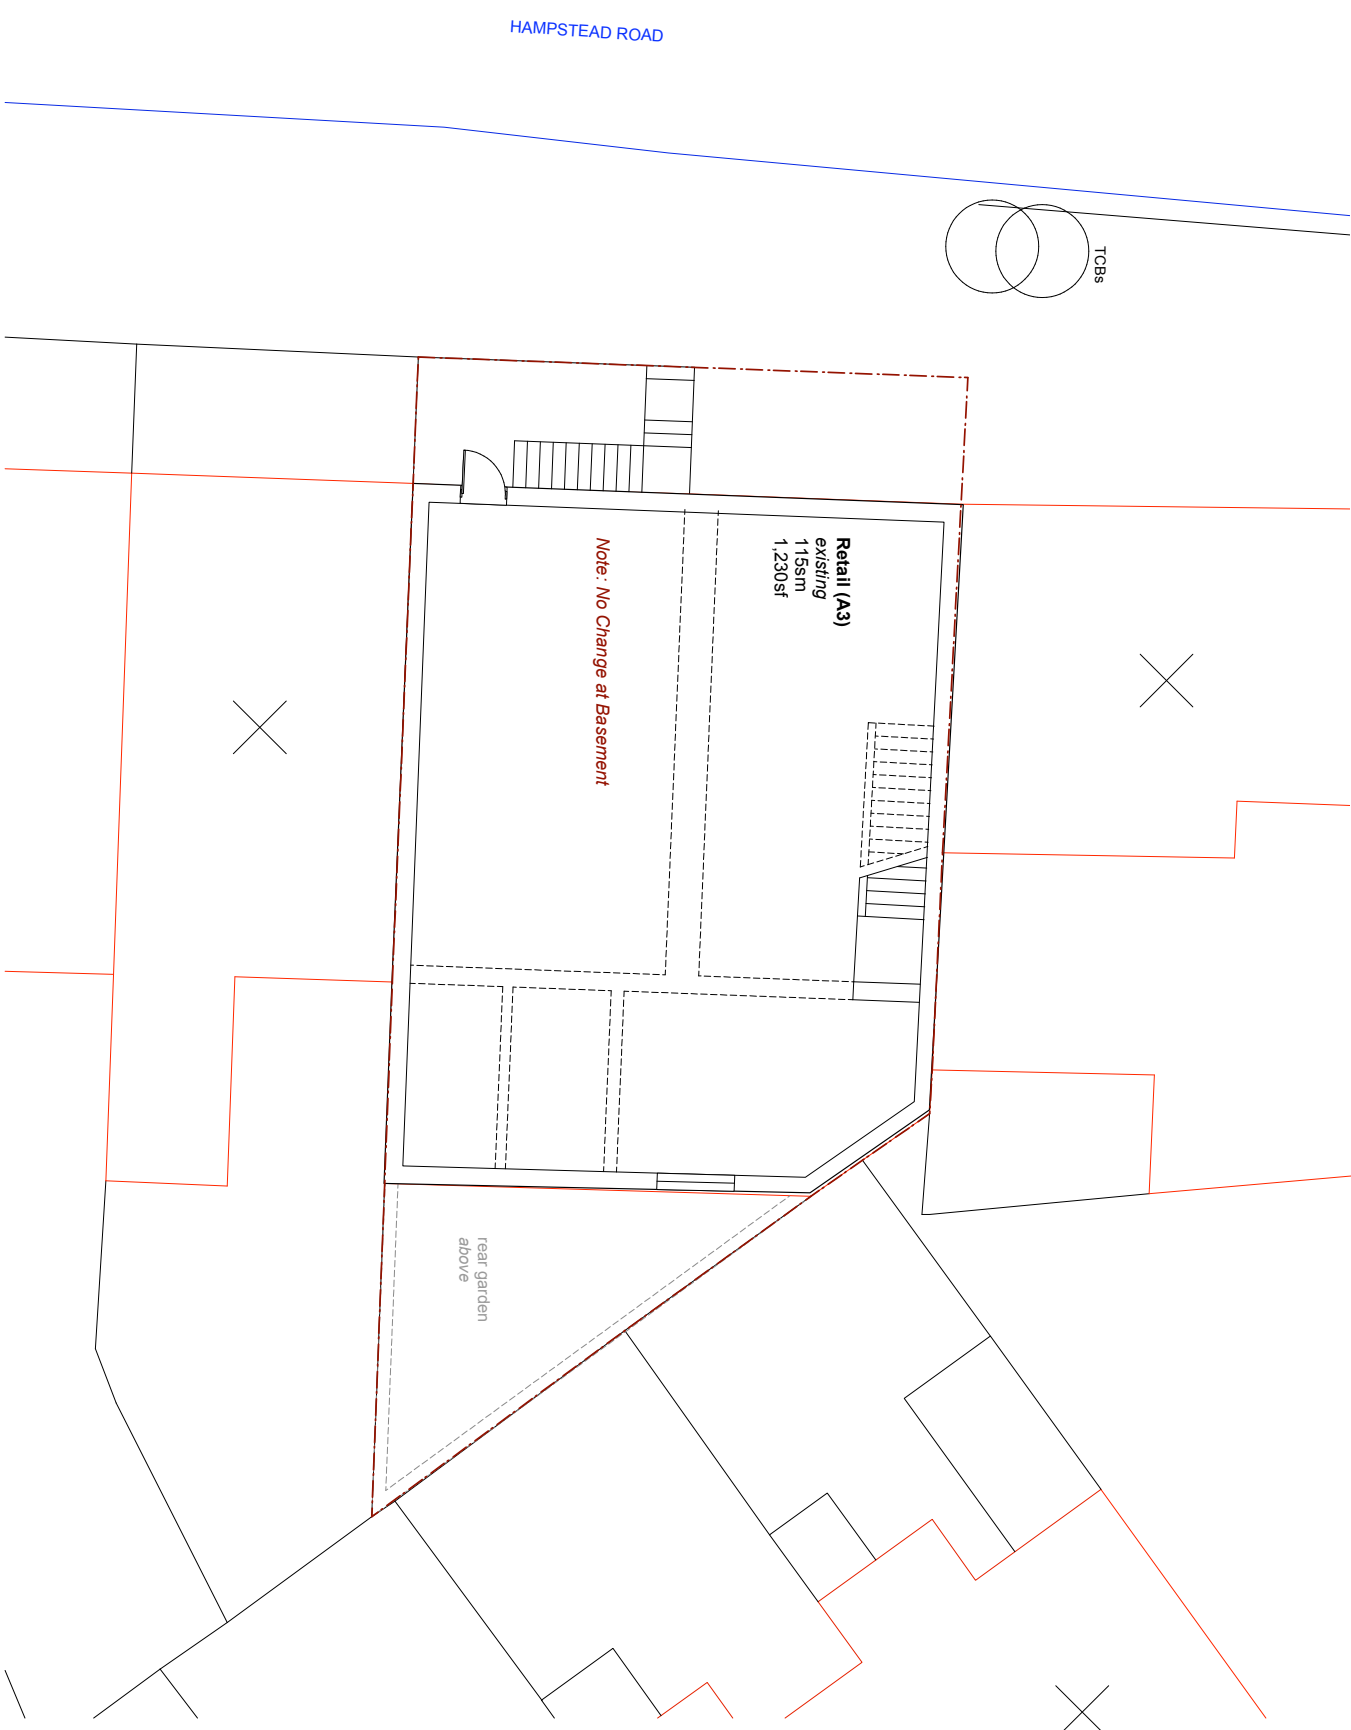 HAMPSTEAD ROAD
TCBs
Retail (A3)
existing
115sm
1,230sf
Note: No Change at Basement
rear garden
above